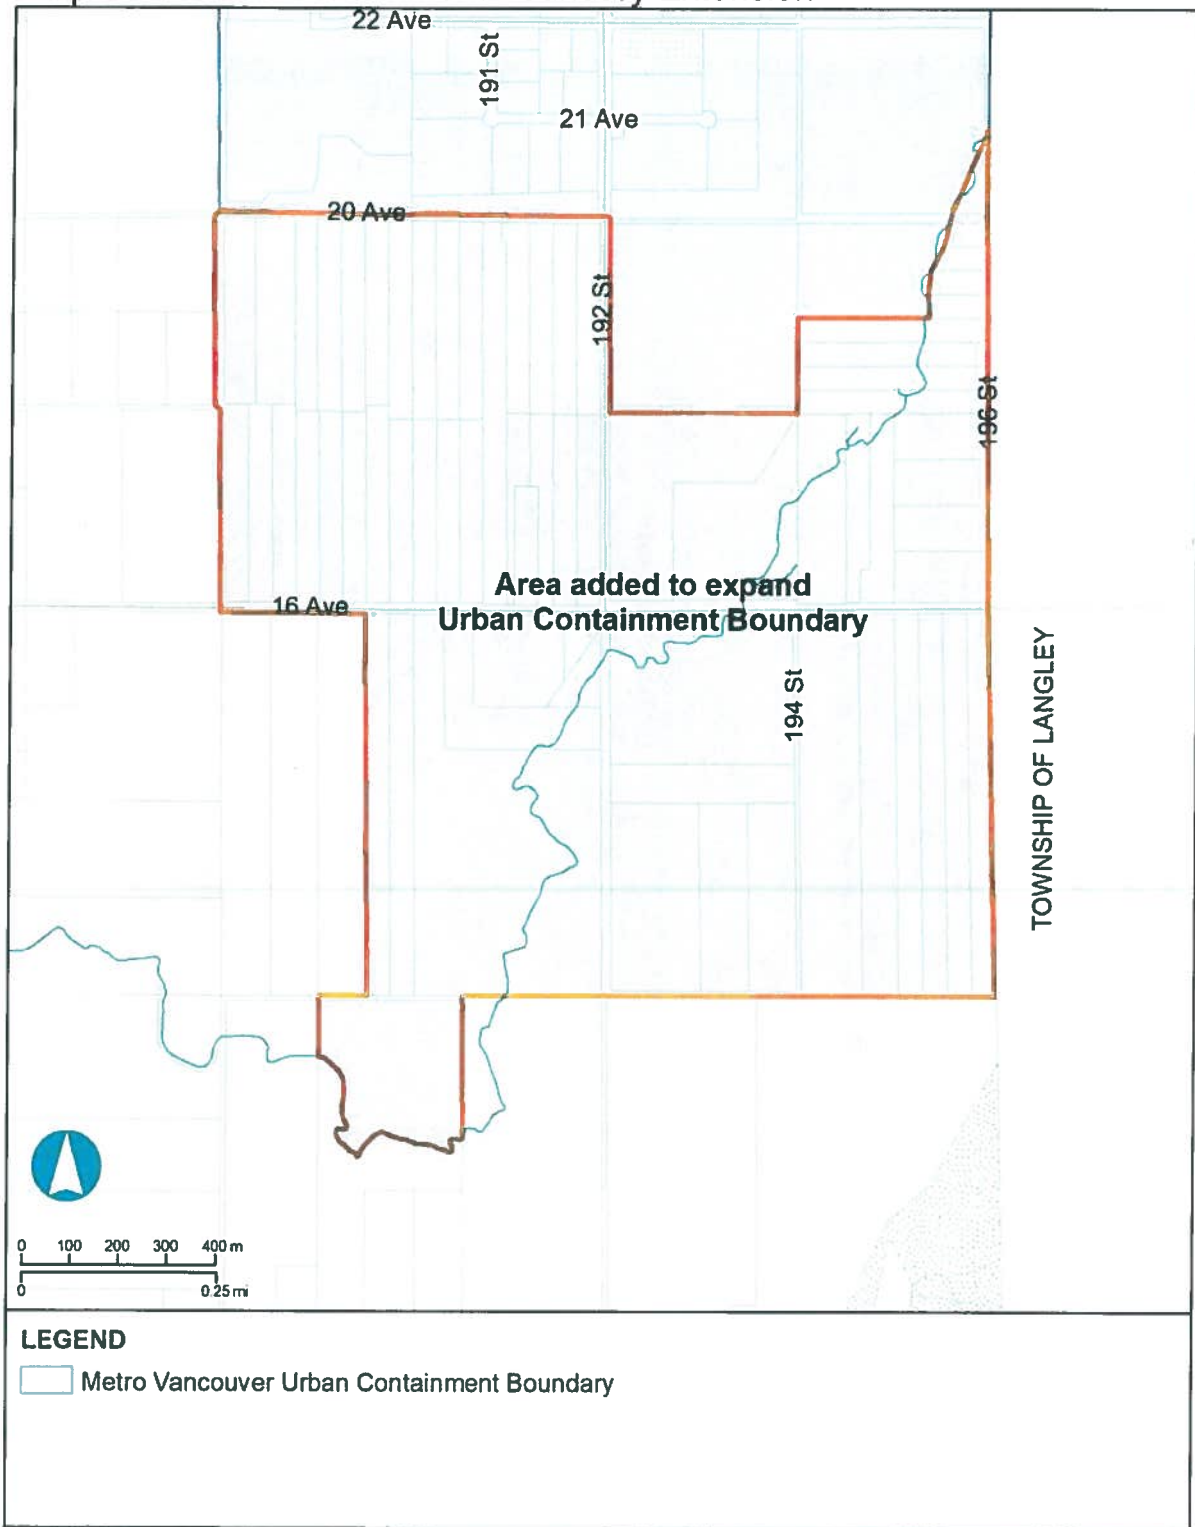 22 Ave
191 St
21 Ave
20 Ave
192 St
196 St
Area added to expand
Urban Containment Boundary
16 Ave
194 St
TOWNSHIP OF LANGLEY
0 100 200 300 400 m
0 0.25 mi
LEGEND
Metro Vancouver Urban Containment Boundary